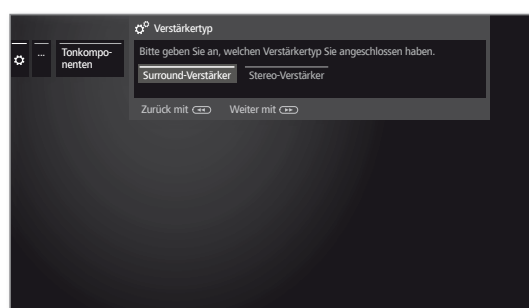 Verstärkertyp
...
Tonkompo-
nenten
Bitte geben Sie an, welchen Verstärkertyp Sie angeschlossen haben.
Surround-Verstärker
Stereo-Verstärker
Zurück mit
Weiter mit